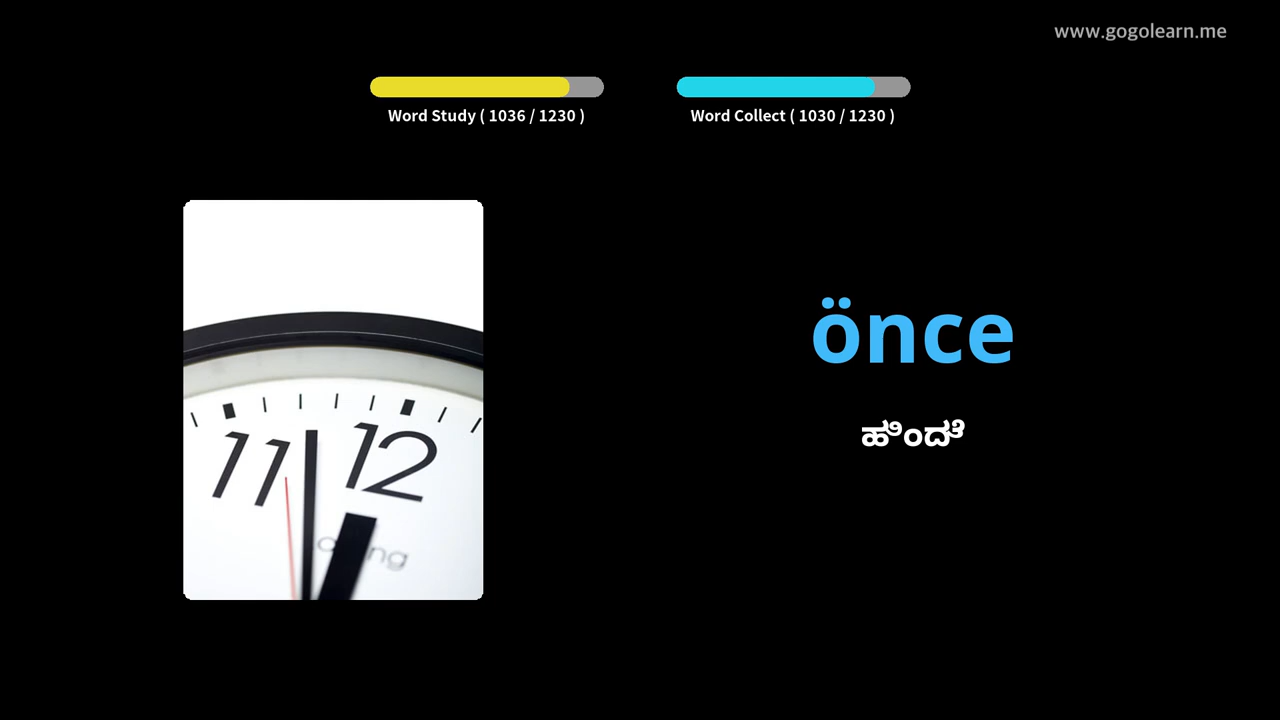 www.gogolearn.me
Word Study ( 1036 / 1230 )
Word Collect ( 1030 / 1230 )
önce
ಹಿಂದೆ
11 12